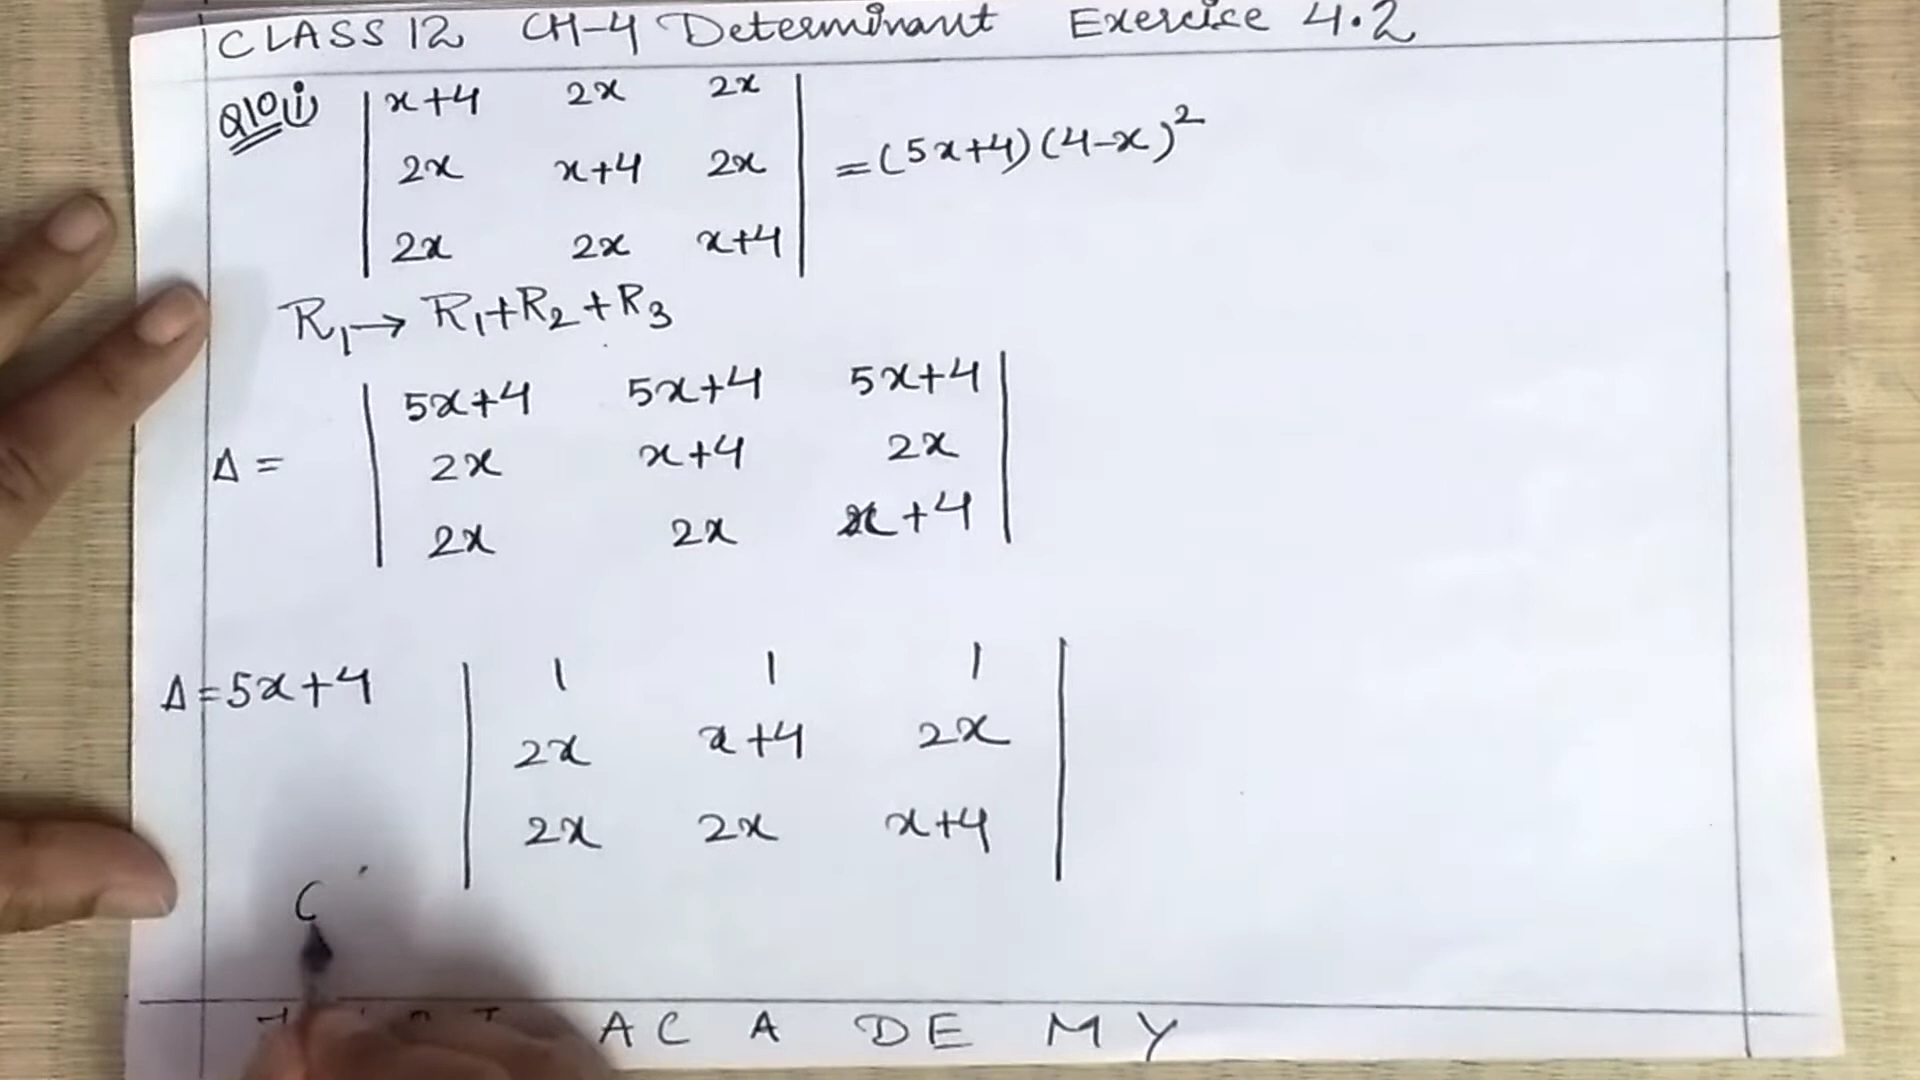 CLASS 12 CH-4 Determinant Exercise 4.2
Q10 i) | x+4 2x 2x |
| 2x x+4 2x | = (5x+4)(4-x)²
| 2x 2x x+4 |
R₁→ R₁+R₂+R₃
| 5x+4 5x+4 5x+4 |
Δ = | 2x x+4 2x |
| 2x 2x x+4 |
Δ=5x+4 | 1 1 1 |
| 2x x+4 2x |
| 2x 2x x+4 |
C
ACADEMY